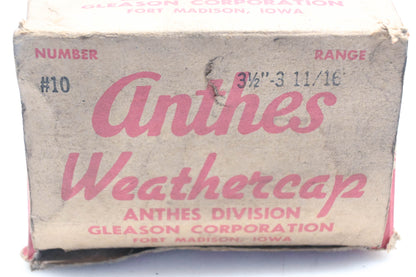 GLEASON CORPORATION
FORT MADISON, IOWA
NUMBER RANGE
#10 3½"-3 11/16
Anthes
Weathercap
ANTHES DIVISION
GLEASON CORPORATION
FORT MADISON, IOWA